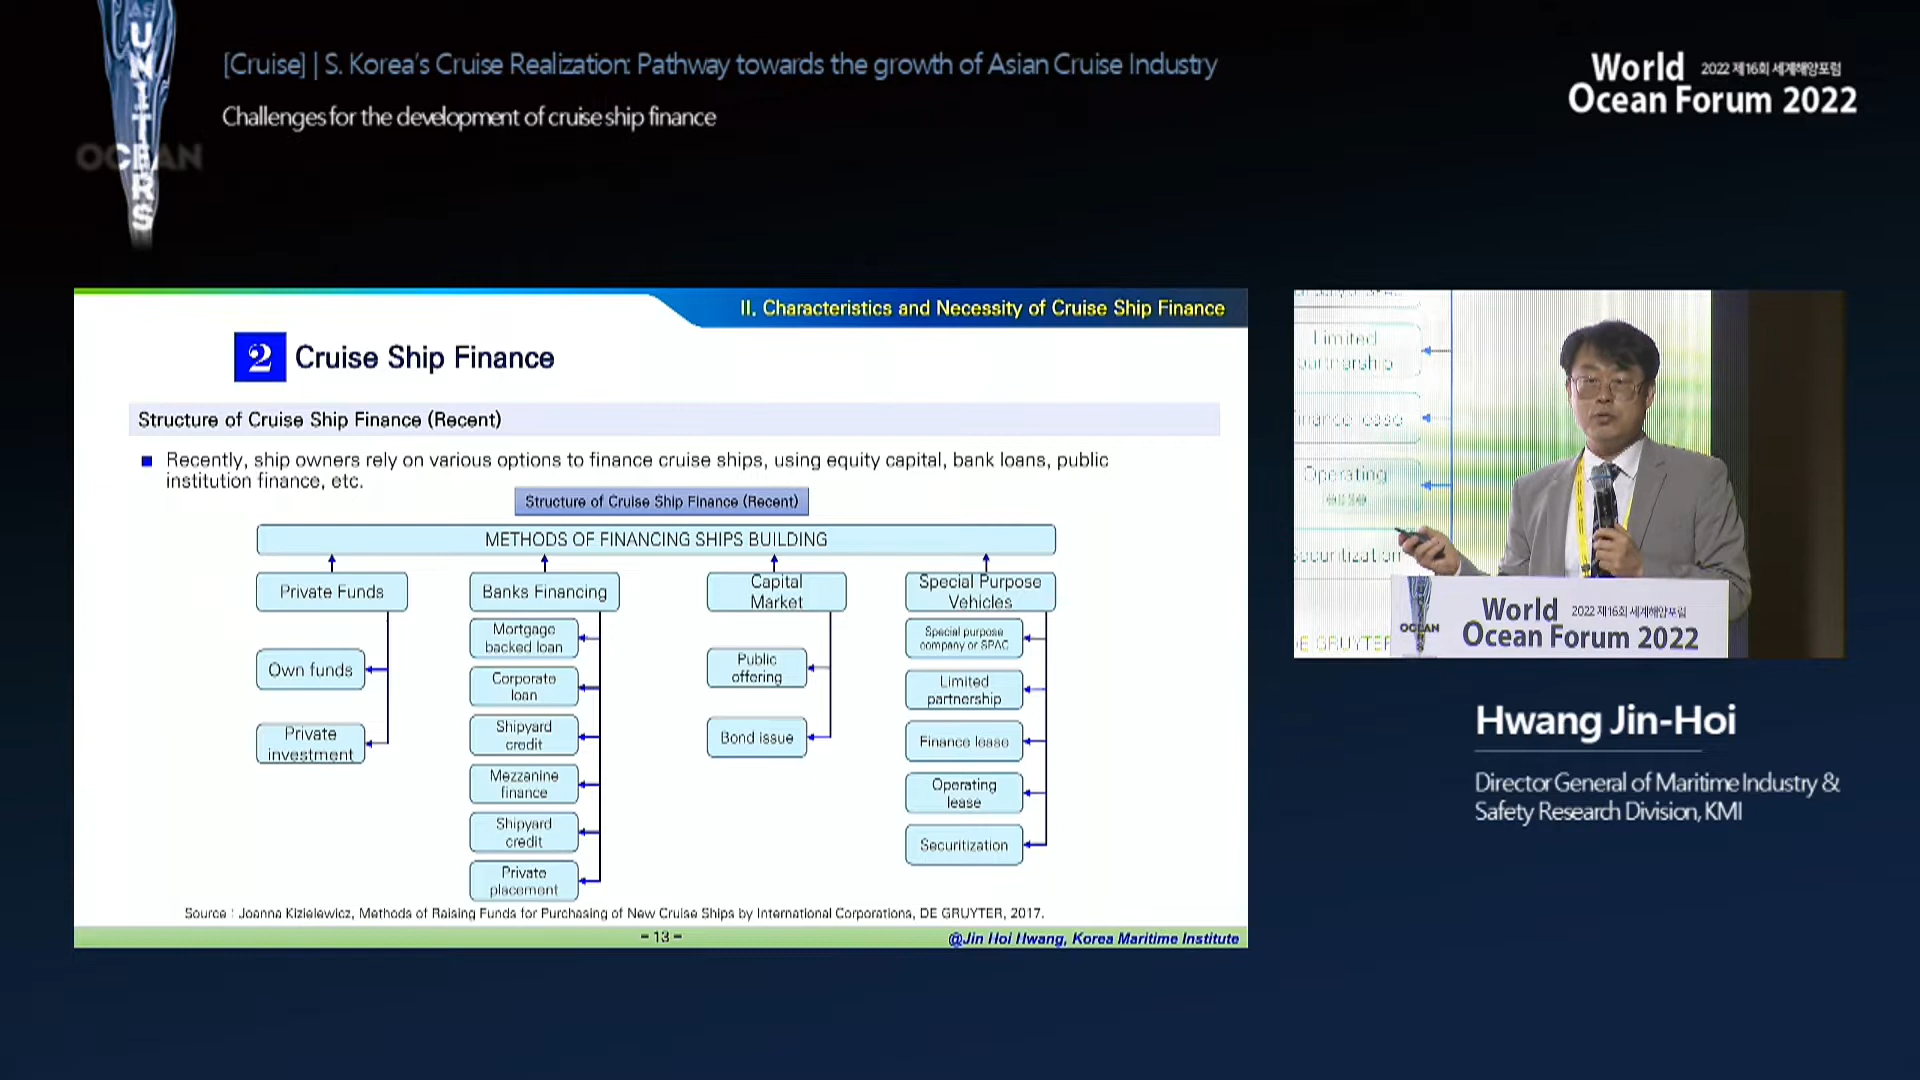 AS
UNITERS
OCEAN
[Cruise] | S. Korea's Cruise Realization: Pathway towards the growth of Asian Cruise Industry
Challenges for the development of cruise ship finance
World 2022 제16회 세계해양포럼
Ocean Forum 2022
II. Characteristics and Necessity of Cruise Ship Finance
2 Cruise Ship Finance
Structure of Cruise Ship Finance (Recent)
Recently, ship owners rely on various options to finance cruise ships, using equity capital, bank loans, public
institution finance, etc.
Structure of Cruise Ship Finance (Recent)
METHODS OF FINANCING SHIPS BUILDING
Private Funds
Own funds
Private
investment
Banks Financing
Mortgage
backed loan
Corporate
loan
Shipyard
credit
Mezzanine
finance
Shipyard
credit
Private
placement
Capital
Market
Public
offering
Bond issue
Special Purpose
Vehicles
Special purpose
company or SPAC
Limited
partnership
Finance lease
Operating
lease
Securitization
Source : Joanna Kizielewicz, Methods of Raising Funds for Purchasing of New Cruise Ships by International Corporations, DE GRUYTER, 2017.
- 13 -
@Jin Hoi Hwang, Korea Maritime Institute
Limited
partnership
Operating
DE GRUYTER
OCEAN
World 2022 제16회 세계해양포럼
Ocean Forum 2022
Hwang Jin-Hoi
Director General of Maritime Industry &
Safety Research Division, KMI